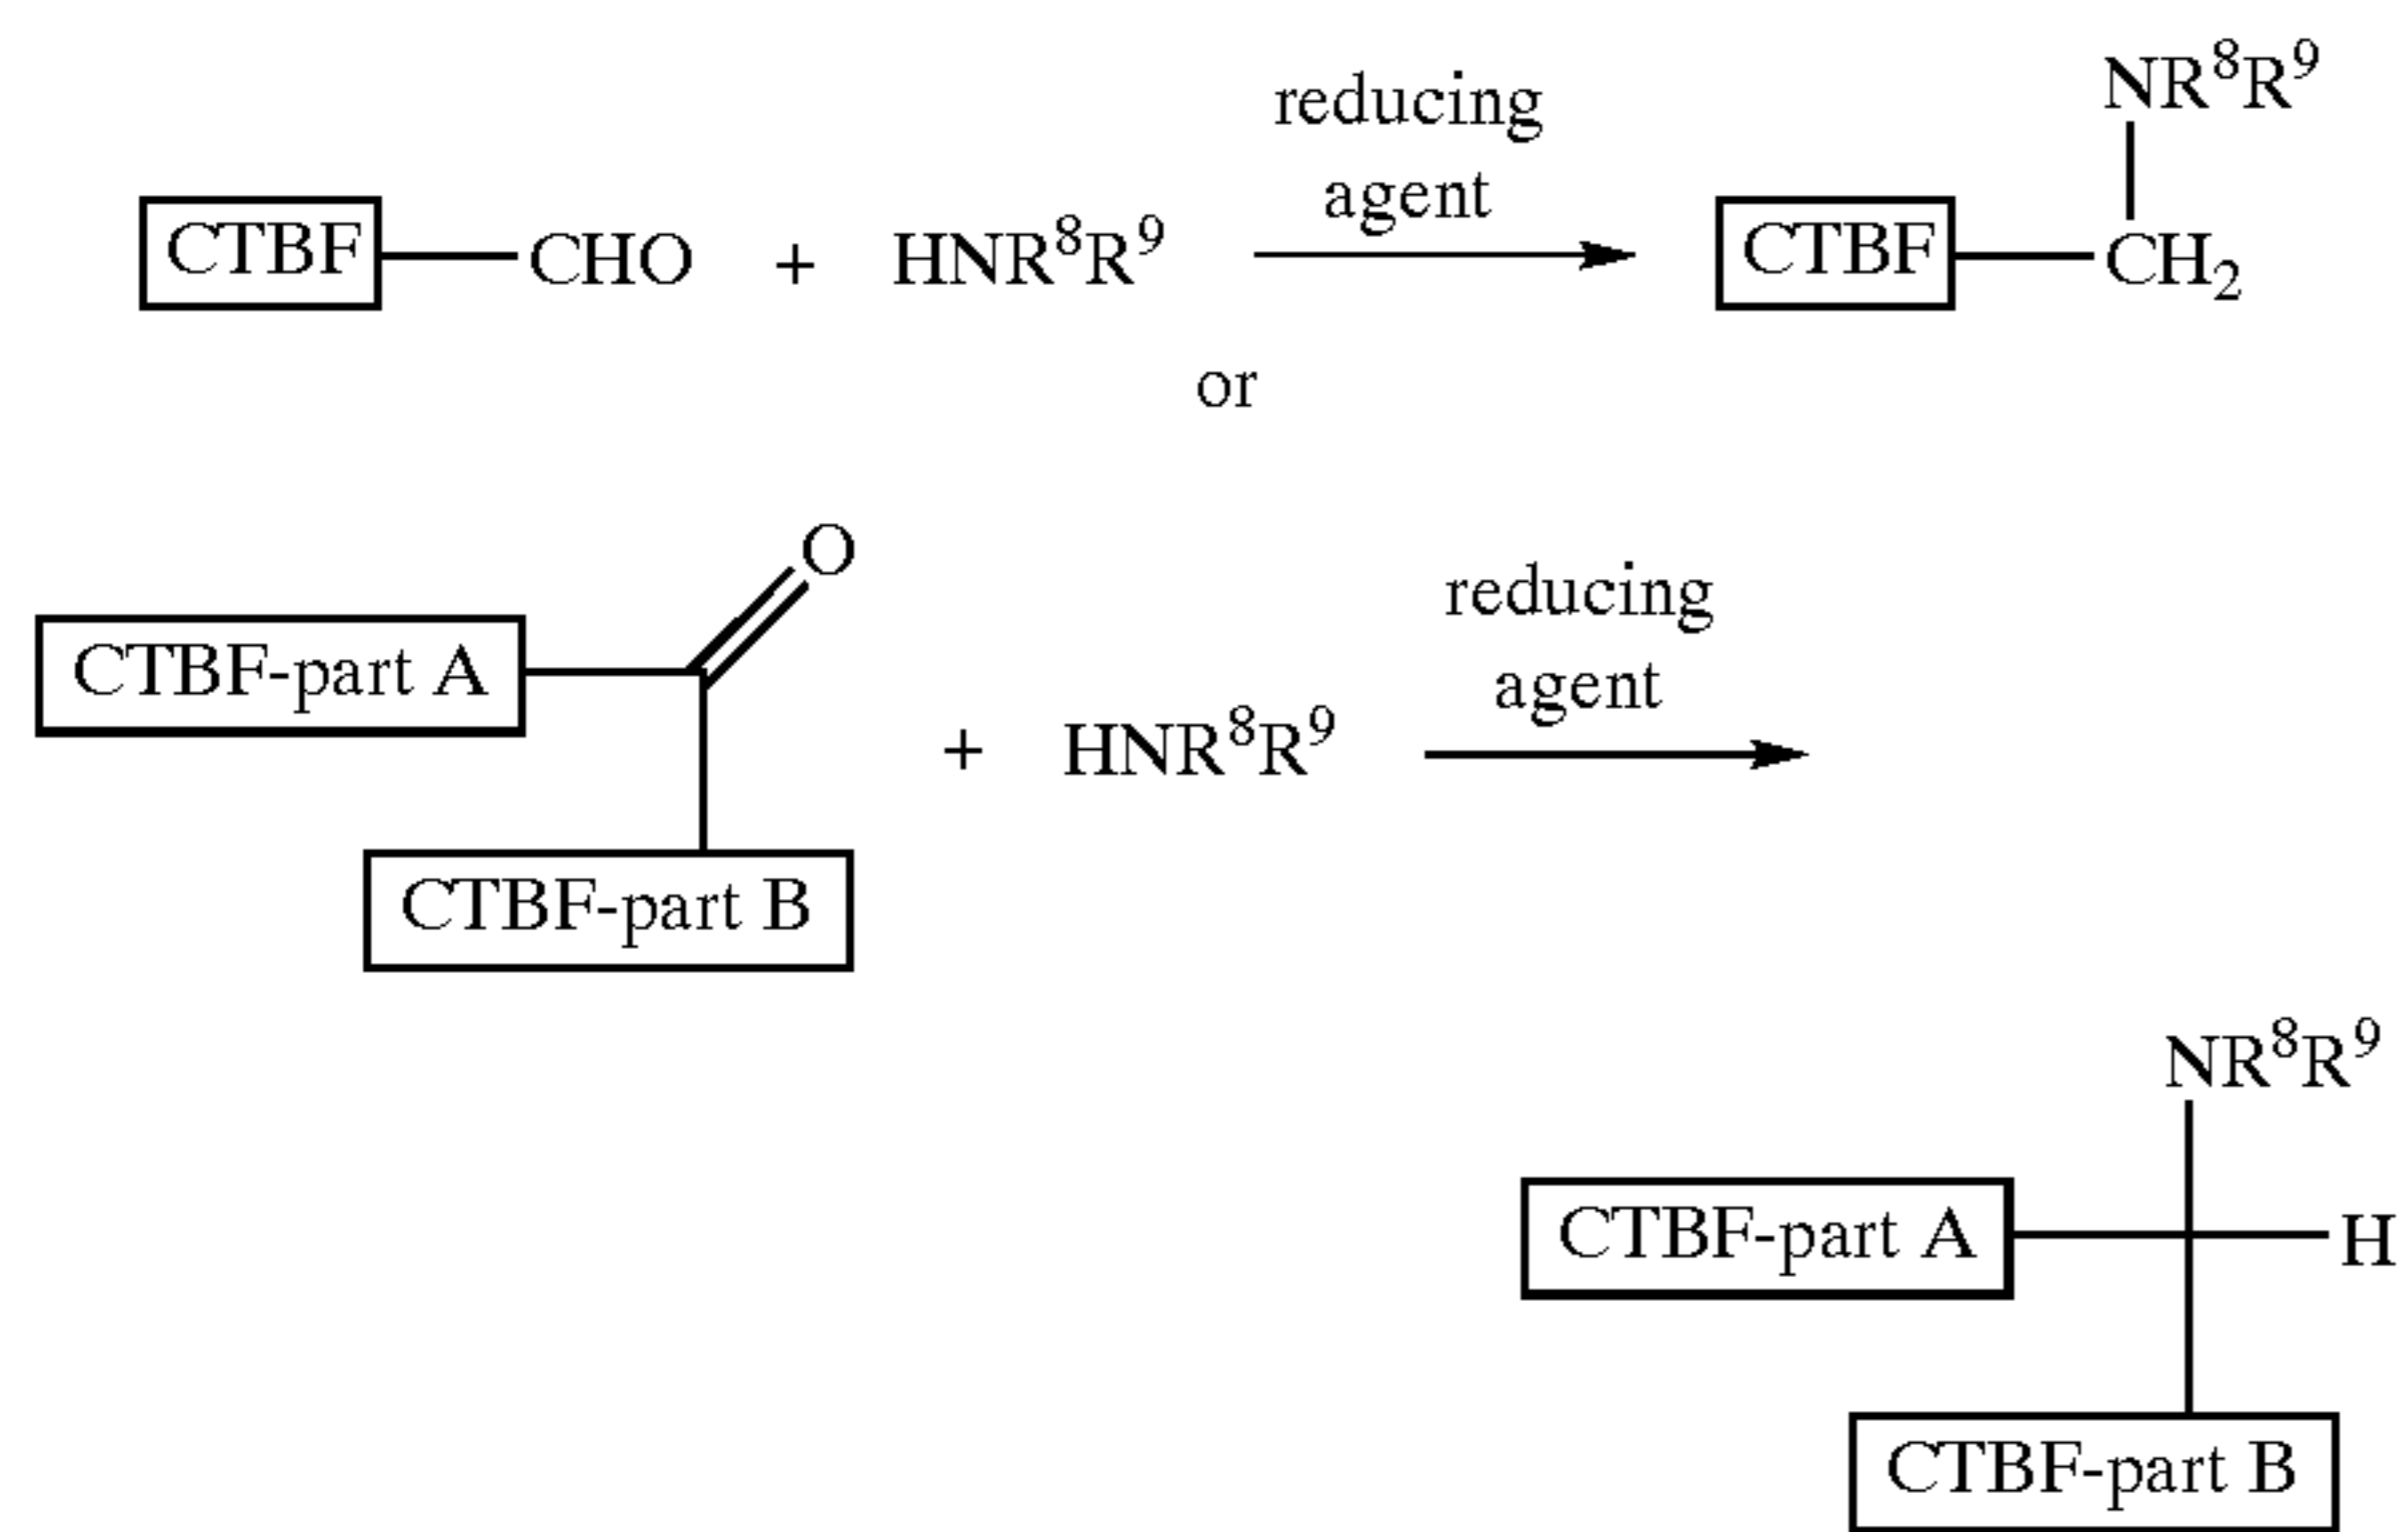 reducing
agent
CTBF CHO + HNR⁸R⁹ NR⁸R⁹
CTBF CH₂
or
O
CTBF-part A
CTBF-part B
+ HNR⁸R⁹
reducing
agent
NR⁸R⁹
CTBF-part A H
CTBF-part B